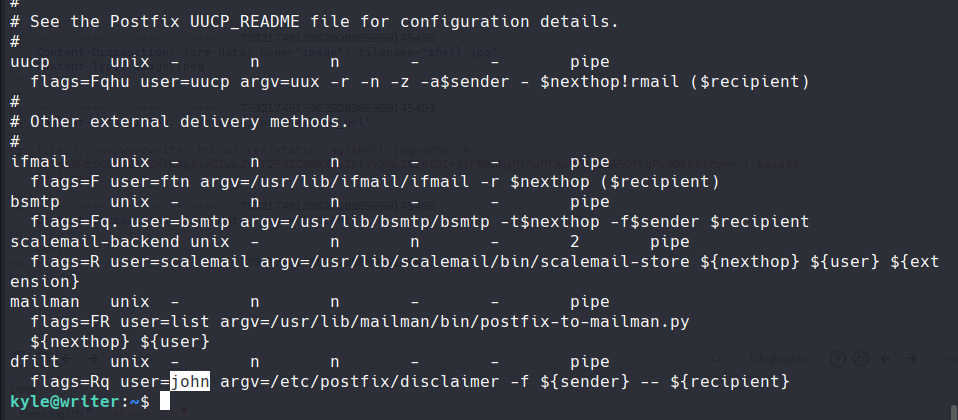 #
# See the Postfix UUCP_README file for configuration details.
#
uucp      unix  -       n       n       -       -       pipe
  flags=Fqhu user=uucp argv=uux -r -n -z -a$sender - $nexthop!rmail ($recipient)
#
# Other external delivery methods.
#
ifmail    unix  -       n       n       -       -       pipe
  flags=F user=ftn argv=/usr/lib/ifmail/ifmail -r $nexthop ($recipient)
bsmtp     unix  -       n       n       -       -       pipe
  flags=Fq. user=bsmtp argv=/usr/lib/bsmtp/bsmtp -t$nexthop -f$sender $recipient
scalemail-backend unix  -       n       n       -       2       pipe
  flags=R user=scalemail argv=/usr/lib/scalemail/bin/scalemail-store ${nexthop} ${user} ${ext
ension}
mailman   unix  -       n       n       -       -       pipe
  flags=FR user=list argv=/usr/lib/mailman/bin/postfix-to-mailman.py
  ${nexthop} ${user}
dfilt     unix  -       n       n       -       -       pipe
  flags=Rq user=john argv=/etc/postfix/disclaimer -f ${sender} -- ${recipient}
kyle@writer:~$
0 highlights